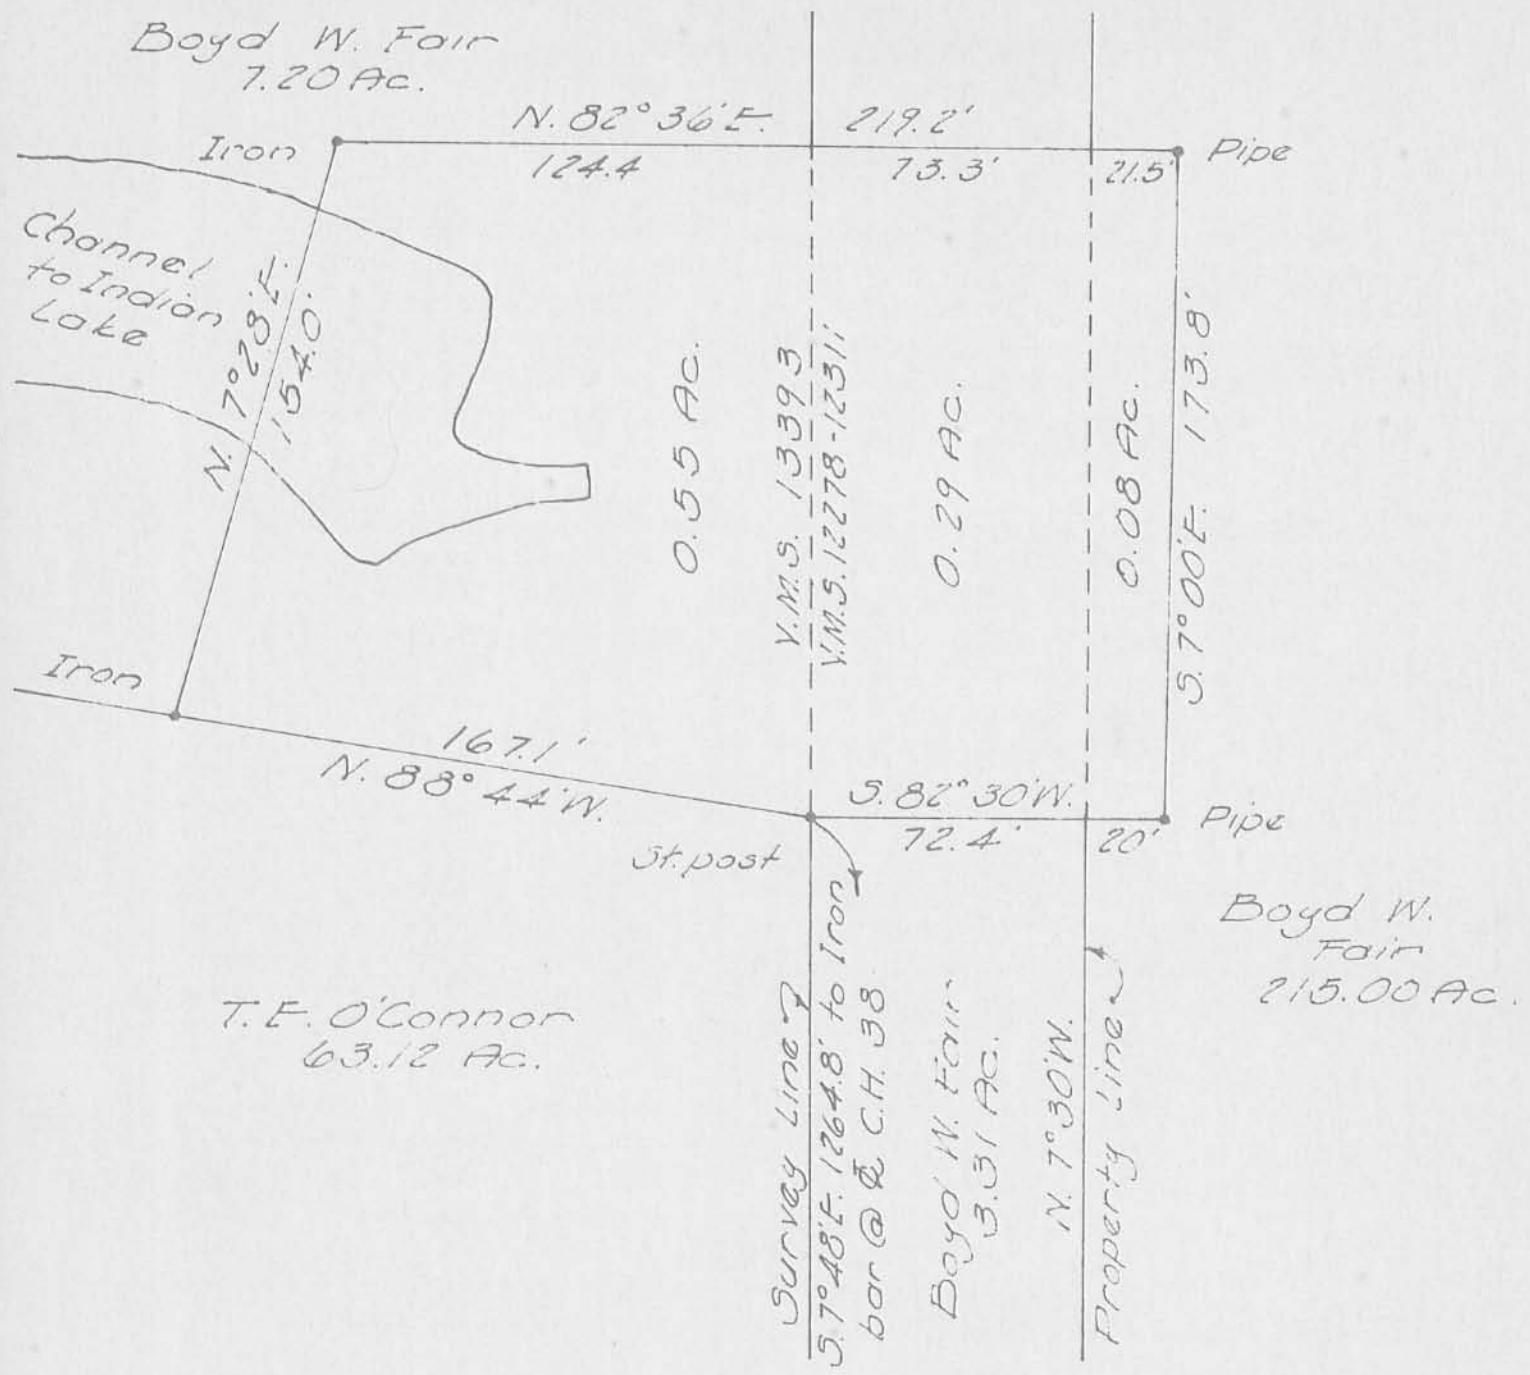 Boyd W. Fair
7.20 Ac.
N. 82° 36' E. 219.2'
Iron
124.4
73.3'
21.5'
Pipe
Channel
to Indian
Lake
N. 7° 28' E.
154.0'
0.55 Ac.
V.M.S. 13393
V.M.S. 12278-12311
0.29 Ac.
0.08 Ac.
S. 7° 00' E. 173.8'
Iron
167.1'
N. 88° 44' W.
S. 82° 30' W.
72.4'
20'
Pipe
St. post
Boyd W.
Fair
215.00 Ac.
T. E. O'Connor
63.12 Ac.
Survey Line
S. 7° 48' E. 1264.8' to Iron
bar @ ℄ C.H. 38
Boyd W. Fair
3.31 Ac.
N. 7° 30' W.
Property Line